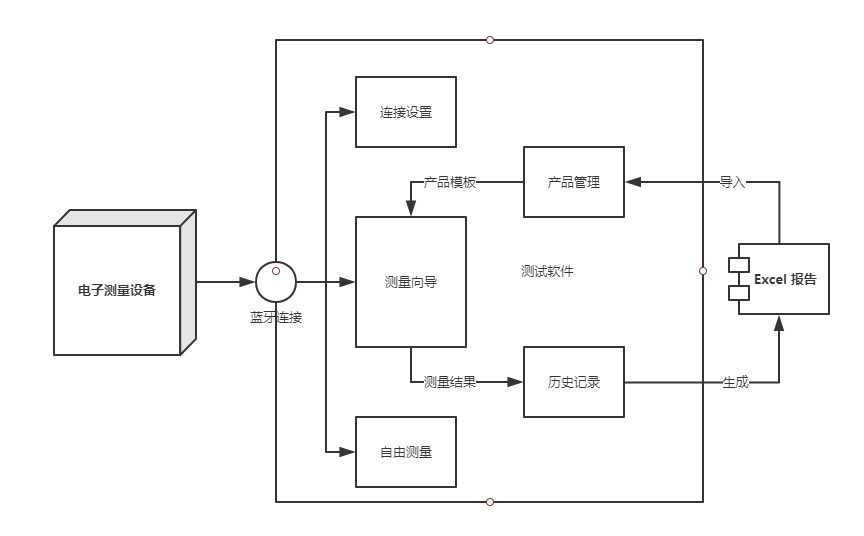 连接设置
产品模板
产品管理
导入
电子测量设备
测量向导
测试软件
Excel 报告
蓝牙连接
测量结果
历史记录
生成
自由测量